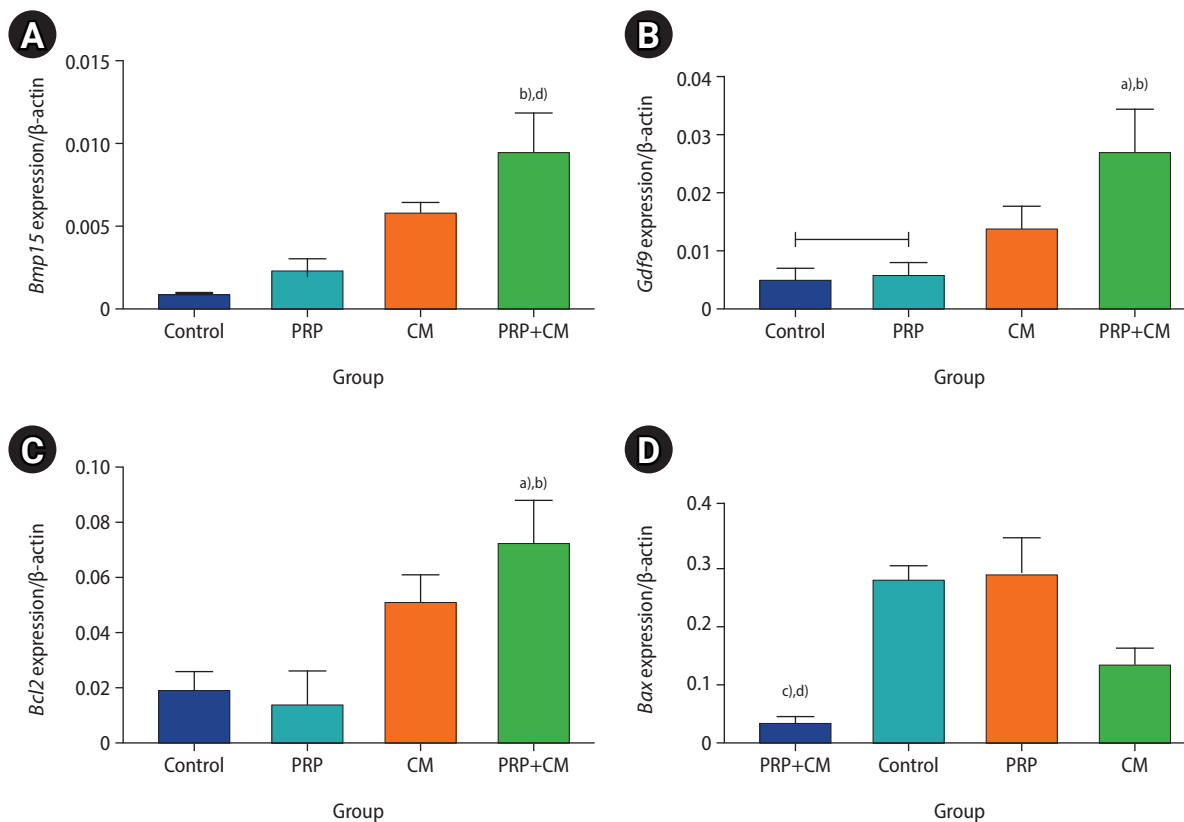 A
Bmp15 expression/β-actin
0.015
0.010
0.005
0
b),d)
Control PRP CM PRP+CM
Group
B
Gdf9 expression/β-actin
0.04
0.03
0.02
0.01
0
a),b)
Control PRP CM PRP+CM
Group
C
Bcl2 expression/β-actin
0.10
0.08
0.06
0.04
0.02
0
a),b)
Control PRP CM PRP+CM
Group
D
Bax expression/β-actin
0.4
0.3
0.2
0.1
0
c),d)
PRP+CM Control PRP CM
Group